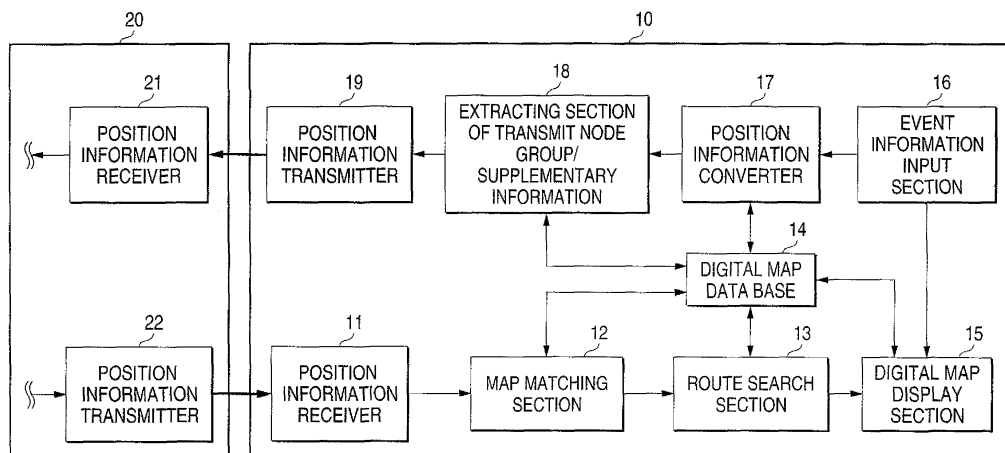 20
10
21
POSITION
INFORMATION
RECEIVER
19
POSITION
INFORMATION
TRANSMITTER
18
EXTRACTING SECTION
OF TRANSMIT NODE
GROUP/
SUPPLEMENTARY
INFORMATION
17
POSITION
INFORMATION
CONVERTER
16
EVENT
INFORMATION
INPUT
SECTION
14
DIGITAL MAP
DATA BASE
22
POSITION
INFORMATION
TRANSMITTER
11
POSITION
INFORMATION
RECEIVER
12
MAP MATCHING
SECTION
13
ROUTE SEARCH
SECTION
15
DIGITAL MAP
DISPLAY
SECTION